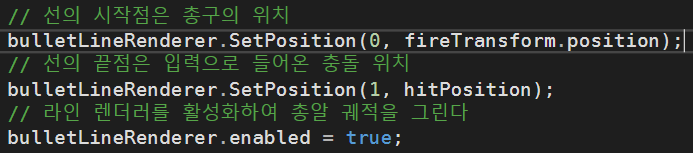 // 선의 시작점은 총구의 위치
bulletLineRenderer.SetPosition(0, fireTransform.position);
// 선의 끝점은 입력으로 들어온 충돌 위치
bulletLineRenderer.SetPosition(1, hitPosition);
// 라인 렌더러를 활성화하여 총알 궤적을 그린다
bulletLineRenderer.enabled = true;